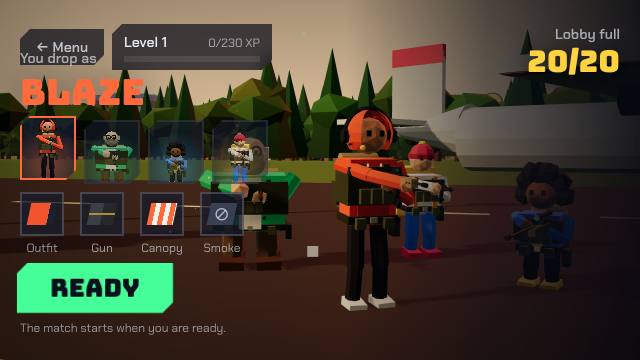 ← Menu
Level 1
0/230 XP
Lobby full
20/20
You drop as
BLAZE
Outfit
Gun
Canopy
Smoke
READY
The match starts when you are ready.